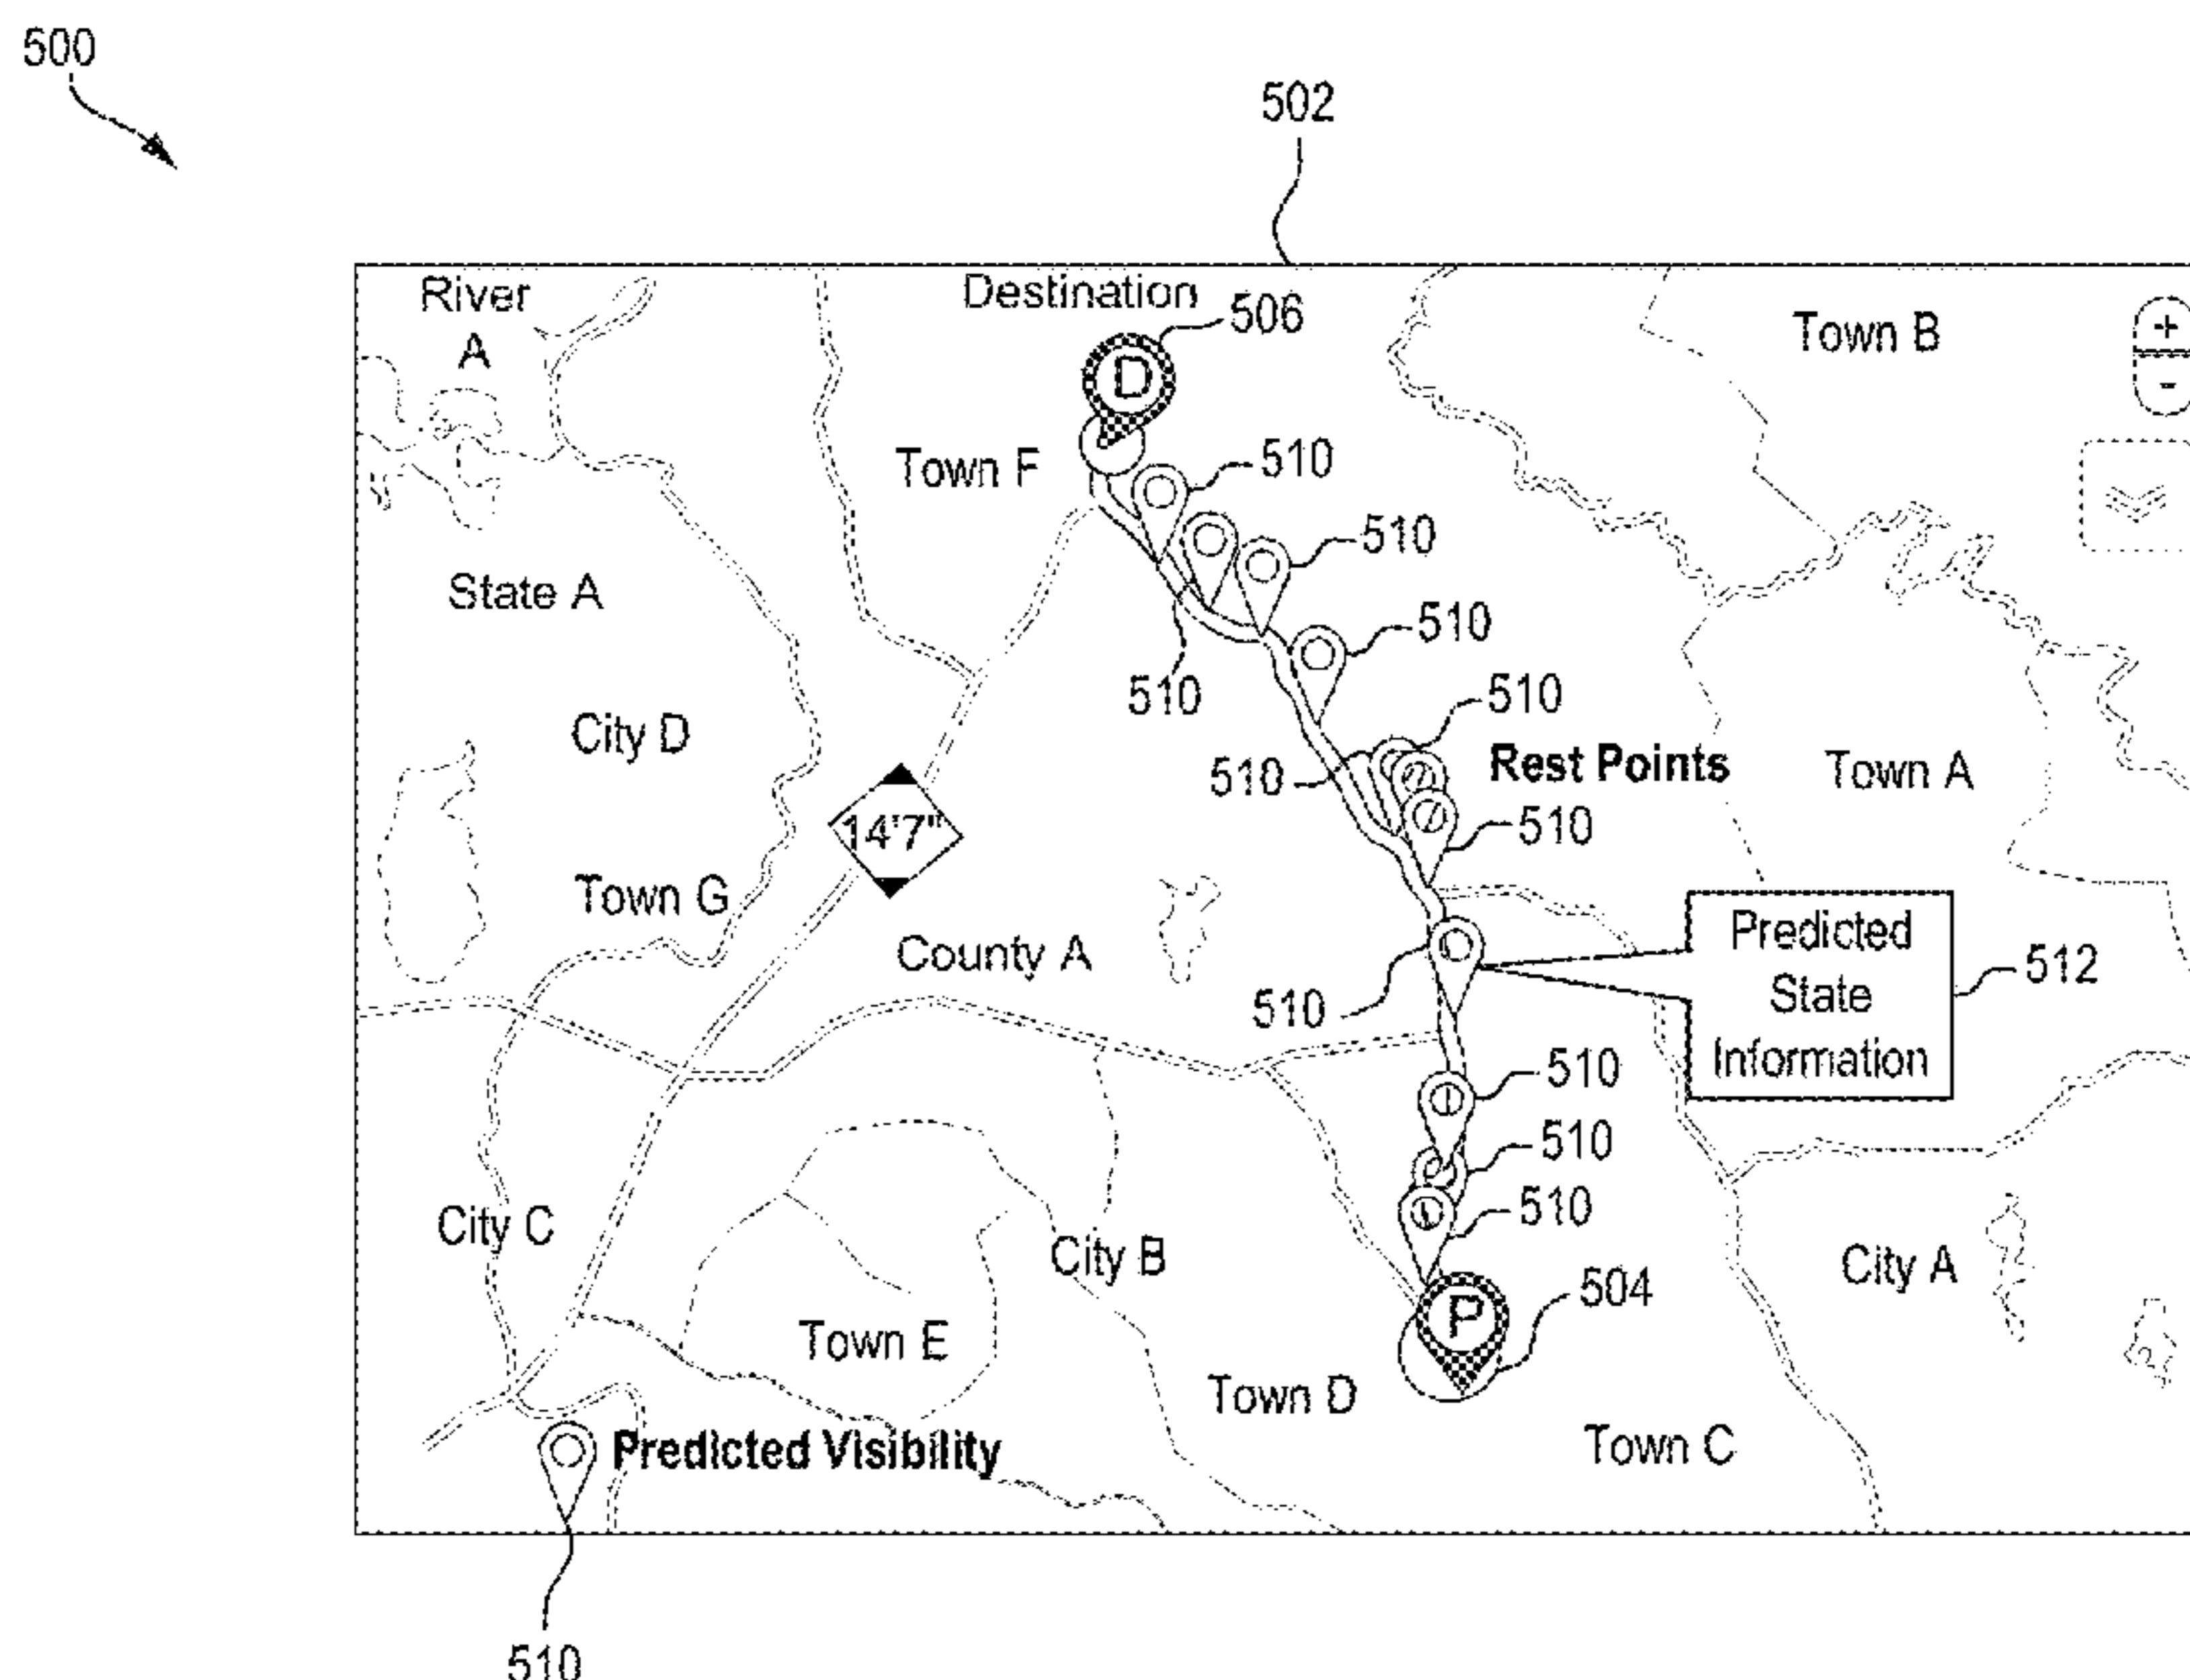 500
502
River
A
Destination
506
Town B
+
-
D
Town F
510
510
State A
510
510
510
City D
510
Rest Points
Town A
14'7"
510
Town G
County A
Predicted
State
Information
512
510
510
510
City C
510
City B
City A
504
P
Town E
Town D
Town C
Predicted Visibility
510